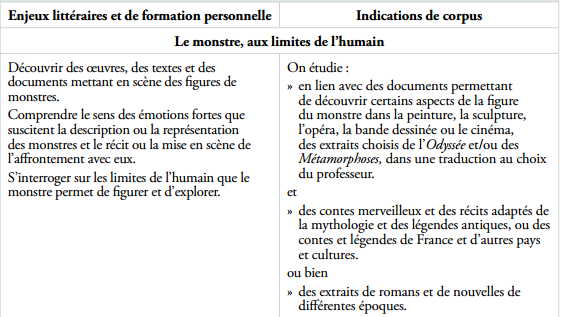 Enjeux littéraires et de formation personnelle
Indications de corpus
Le monstre, aux limites de l'humain
Découvrir des œuvres, des textes et des
documents mettant en scène des figures de
monstres.
Comprendre le sens des émotions fortes que
suscitent la description ou la représentation
des monstres et le récit ou la mise en scène de
l'affrontement avec eux.
S'interroger sur les limites de l'humain que le
monstre permet de figurer et d'explorer.
On étudie :
» en lien avec des documents permettant
de découvrir certains aspects de la figure
du monstre dans la peinture, la sculpture,
l'opéra, la bande dessinée ou le cinéma,
des extraits choisis de l'Odyssée et/ou des
Métamorphoses, dans une traduction au choix
du professeur.
et
» des contes merveilleux et des récits adaptés de
la mythologie et des légendes antiques, ou des
contes et légendes de France et d'autres pays
et cultures.
ou bien
» des extraits de romans et de nouvelles de
différentes époques.